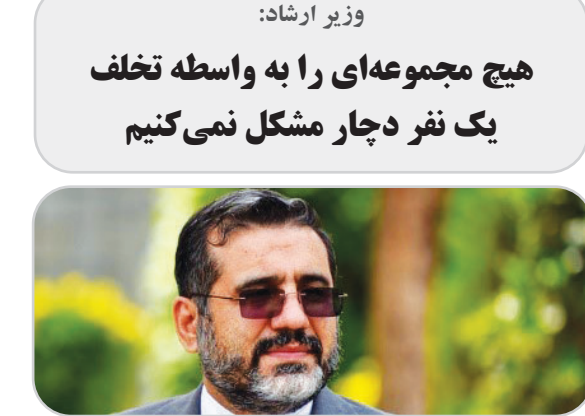 وزیر ارشاد:
هیچ مجموعه‌ای را به واسطه تخلف
یک نفر دچار مشکل نمی‌کنیم